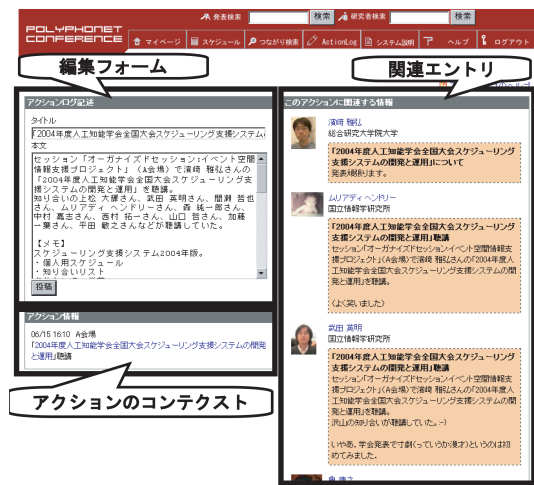 発表検索
検索
研究者検索
検索
POLYPHONET
CONFERENCE
マイページ
スケジュール
つながり検索
ActionLog
システム説明
ヘルプ
ログアウト
編集フォーム
関連エントリ
アクションログ記述
タイトル
「2004年度人工知能学会全国大会スケジューリング支援システム
本文
セッション「オーガナイズドセッション:イベント空間
情報支援プロジェクト」(A会場)で濱崎 雅弘さんの
「2004年度人工知能学会全国大会スケジューリング支
援システムの開発と運用」を聴講。
知り合いの上松 大輝さん、武田 英明さん、間瀬 哲也
さん、ムリアディ ヘンドリーさん、森 純一郎さん、
中村 嘉志さん、西村 拓一さん、山口 哲さん、加藤
一葉さん、平田 敏之さんなどが聴講していた。
【メモ】
スケジューリング支援システム2004年版。
・個人用スケジュール
・知り合いリスト
投稿
アクション情報
06/15 16:10 A会場
「2004年度人工知能学会全国大会スケジューリング支援システムの開発
と運用」聴講
アクションのコンテクスト
のヘルプ
このアクションに関連する情報
濱崎 雅弘
総合研究大学院大学
「2004年度人工知能学会全国大会スケジューリング
支援システムの開発と運用」について
発表頑張ります。
ムリアディ ヘンドリー
国立情報学研究所
「2004年度人工知能学会全国大会スケジューリング
支援システムの開発と運用」聴講
セッション「オーガナイズドセッション:イベント空間情報支
援プロジェクト」(A会場)で濱崎 雅弘さんの「2004年度人
工知能学会全国大会スケジューリング支援システムの開
発と運用」を聴講。
(よく笑いました)
武田 英明
国立情報学研究所
「2004年度人工知能学会全国大会スケジューリング
支援システムの開発と運用」聴講
セッション「オーガナイズドセッション:イベント空間情報支
援プロジェクト」(A会場)で濱崎 雅弘さんの「2004年度人
工知能学会全国大会スケジューリング支援システムの開
発と運用」を聴講。
沢山の知り合いが聴講していた。:-)
いやあ、学会発表で寸劇(っていうか漫才)というのは初
めてみました。